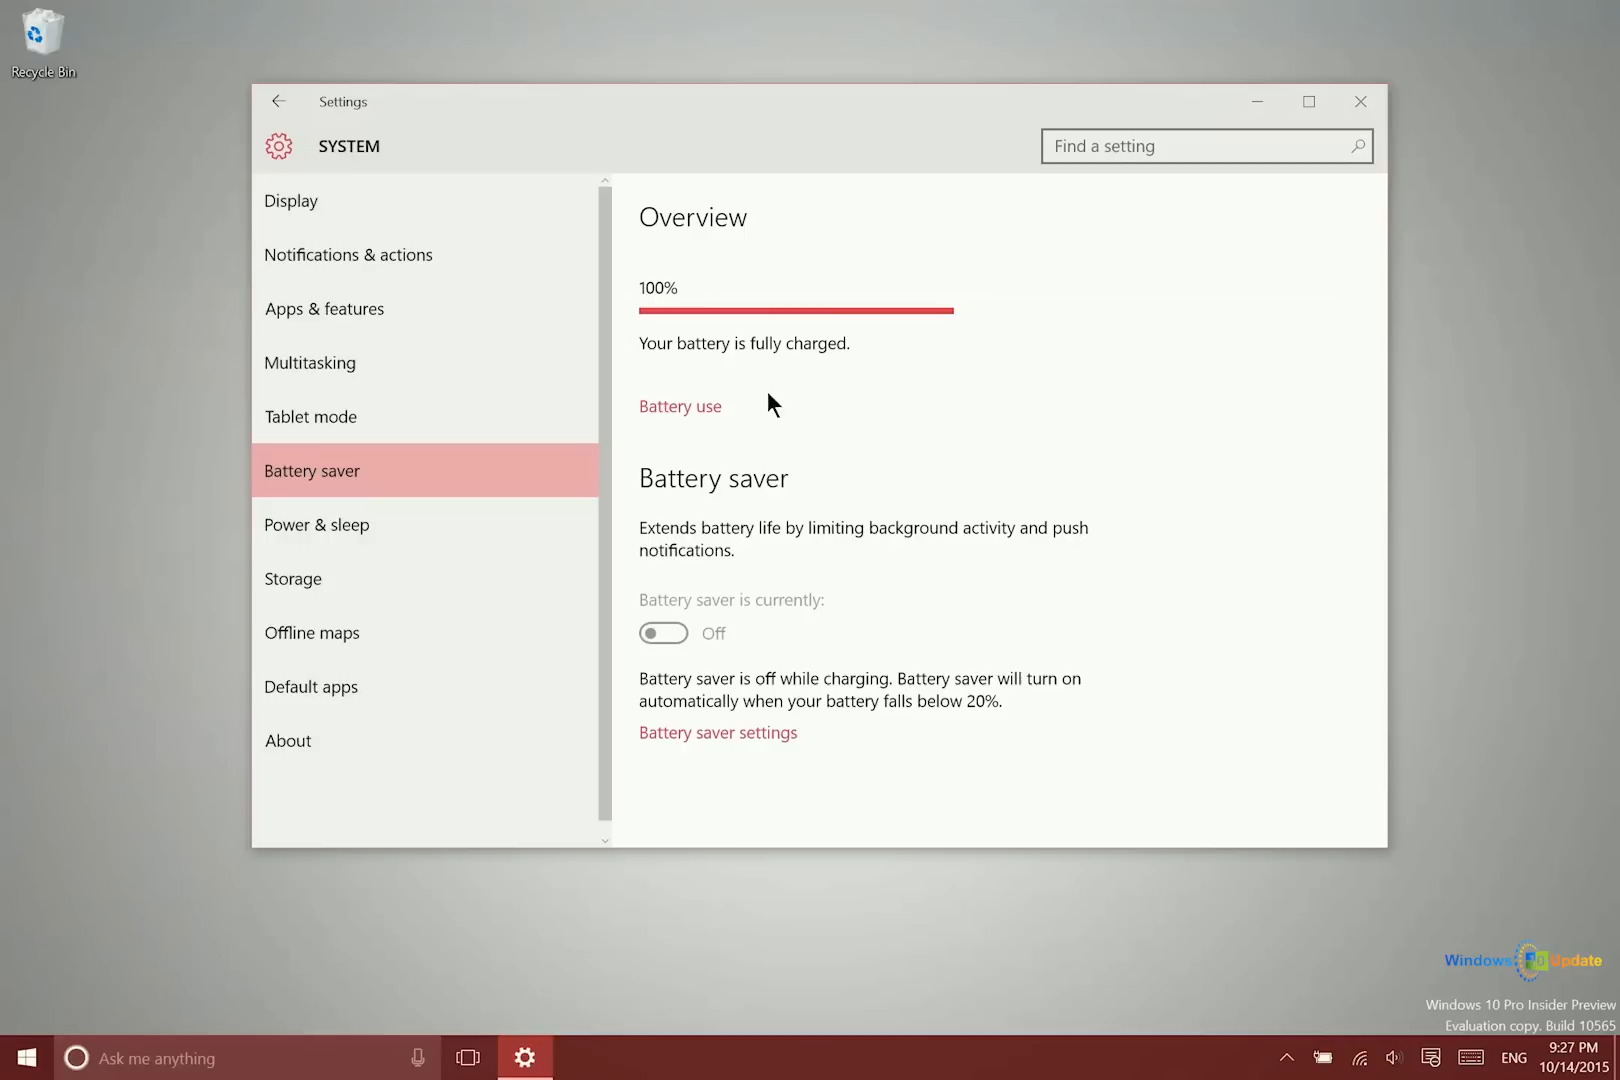 Recycle Bin
Settings
SYSTEM
Find a setting
Display
Notifications & actions
Apps & features
Multitasking
Tablet mode
Battery saver
Power & sleep
Storage
Offline maps
Default apps
About
Overview
100%
Your battery is fully charged.
Battery use
Battery saver
Extends battery life by limiting background activity and push
notifications.
Battery saver is currently:
Off
Battery saver is off while charging. Battery saver will turn on
automatically when your battery falls below 20%.
Battery saver settings
Windows 10 Update
Windows 10 Pro Insider Preview
Evaluation copy. Build 10565
Ask me anything
ENG
9:27 PM
10/14/2015